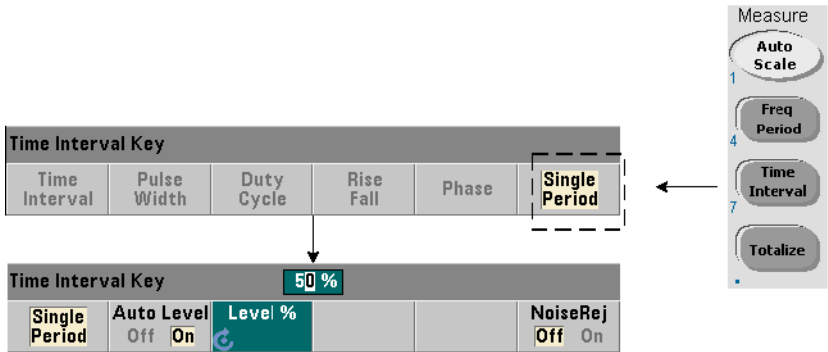 Measure
Auto
Scale
1
Freq
Period
4
Time
Interval
7
Totalize
.
Time Interval Key
Time
Interval
Pulse
Width
Duty
Cycle
Rise
Fall
Phase
Single
Period
Time Interval Key
50 %
Single
Period
Auto Level
Off On
Level %
NoiseRej
Off On